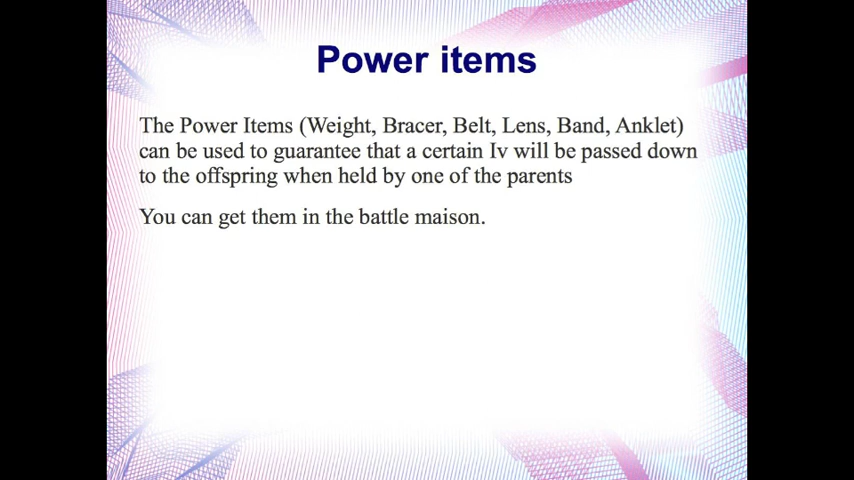 Power items
The Power Items (Weight, Bracer, Belt, Lens, Band, Anklet)
can be used to guarantee that a certain Iv will be passed down
to the offspring when held by one of the parents
You can get them in the battle maison.